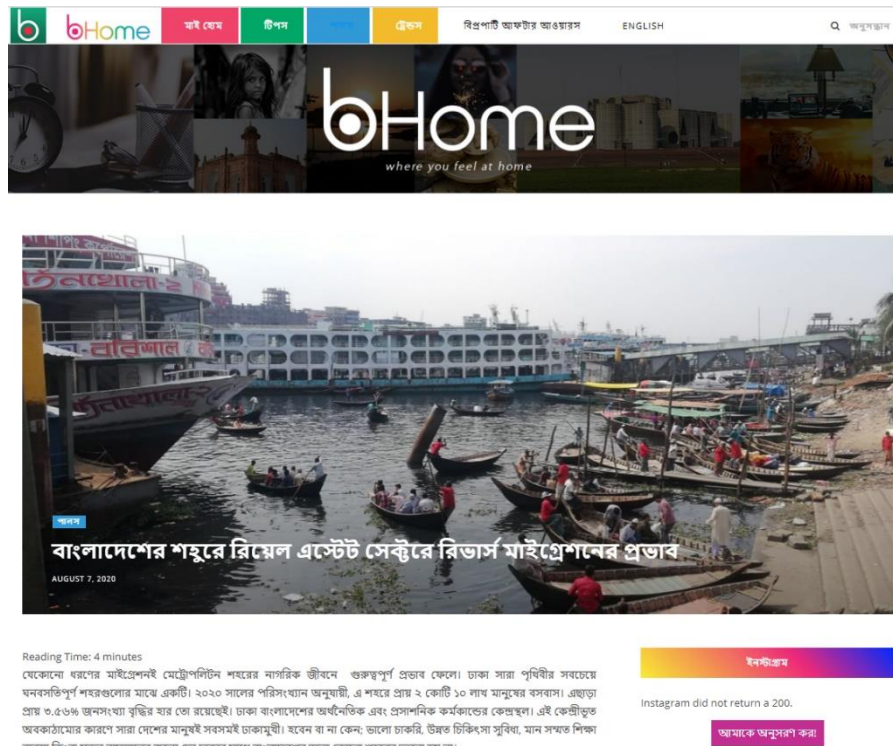 bHome মাই হোম টিপস পালস ট্রেন্ডস বিপ্রপার্টি আফটার আওয়ারস ENGLISH অনুসন্ধান
bHome
where you feel at home
পালস
বাংলাদেশের শহুরে রিয়েল এস্টেট সেক্টরে রিভার্স মাইগ্রেশনের প্রভাব
AUGUST 7, 2020
Reading Time: 4 minutes
যেকোনো ধরণের মাইগ্রেশনই মেট্রোপলিটন শহরের নাগরিক জীবনে গুরুত্বপূর্ণ প্রভাব ফেলে। ঢাকা সারা পৃথিবীর সবচেয়ে
ঘনবসতিপূর্ণ শহরগুলোর মাঝে একটি। ২০২০ সালের পরিসংখ্যান অনুযায়ী, এ শহরে প্রায় ২ কোটি ১০ লাখ মানুষের বসবাস। এছাড়া
প্রায় ৩.৫৬% জনসংখ্যা বৃদ্ধির হার তো রয়েছেই। ঢাকা বাংলাদেশের অর্থনৈতিক এবং প্রশাসনিক কর্মকান্ডের কেন্দ্রস্থল। এই কেন্দ্রীভূত
অবকাঠামোর কারণে সারা দেশের মানুষই সবসময়ই ঢাকামুখী। হবেন বা না কেন; ভালো চাকরি, উন্নত চিকিৎসা সুবিধা, মান সম্মত শিক্ষা
ইনস্টাগ্রাম
Instagram did not return a 200.
আমাকে অনুসরণ কর!